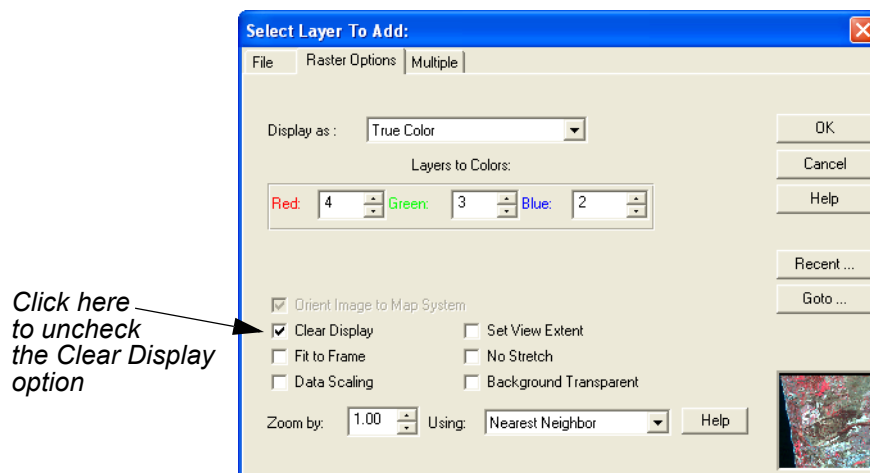 Select Layer To Add:
File Raster Options Multiple
Display as : True Color
OK
Layers to Colors:
Cancel
Red: 4 Green: 3 Blue: 2
Help
Recent ...
Goto ...
Click here
to uncheck
the Clear Display
option
Orient Image to Map System
Clear Display Set View Extent
Fit to Frame No Stretch
Data Scaling Background Transparent
Zoom by: 1.00 Using: Nearest Neighbor Help